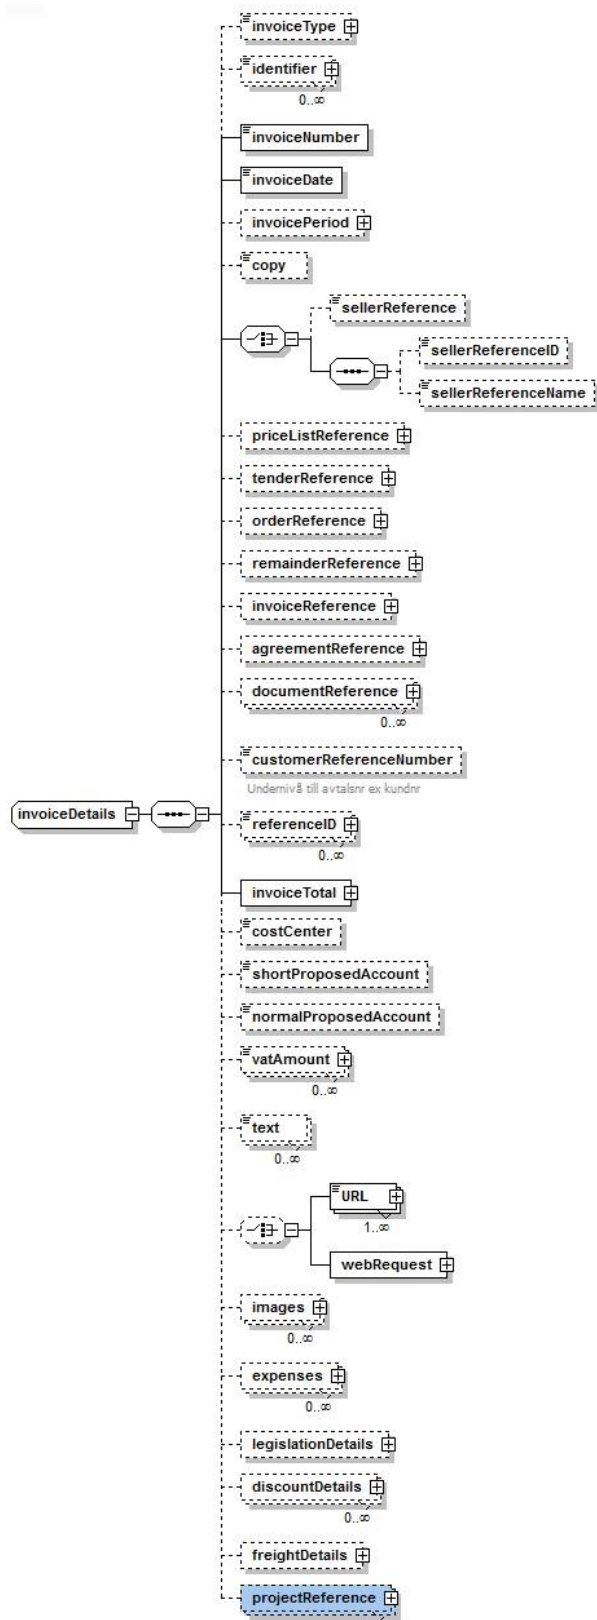 invoiceType
identifier
0..∞
invoiceNumber
invoiceDate
invoicePeriod
copy
sellerReference
sellerReferenceID
sellerReferenceName
priceListReference
tenderReference
orderReference
remainderReference
invoiceReference
agreementReference
documentReference
0..∞
customerReferenceNumber
Undernivå till avtalsnr ex kundnr
invoiceDetails
referenceID
0..∞
invoiceTotal
costCenter
shortProposedAccount
normalProposedAccount
vatAmount
0..∞
text
0..∞
URL
1..∞
webRequest
images
0..∞
expenses
0..∞
legislationDetails
discountDetails
0..∞
freightDetails
projectReference